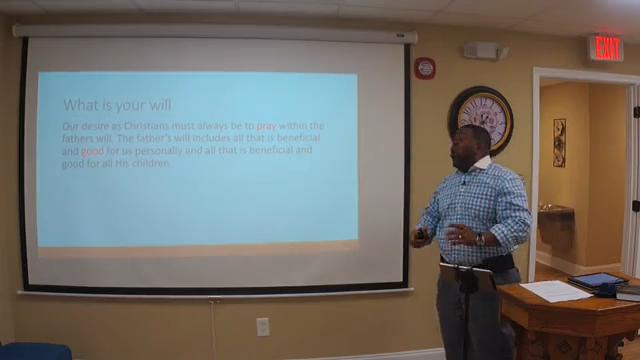 What is your will
Our desire as Christians must always be to pray within the
fathers will. The father's will includes all that is beneficial
and good for us personally and all that is beneficial and
good for all His children.
EXIT